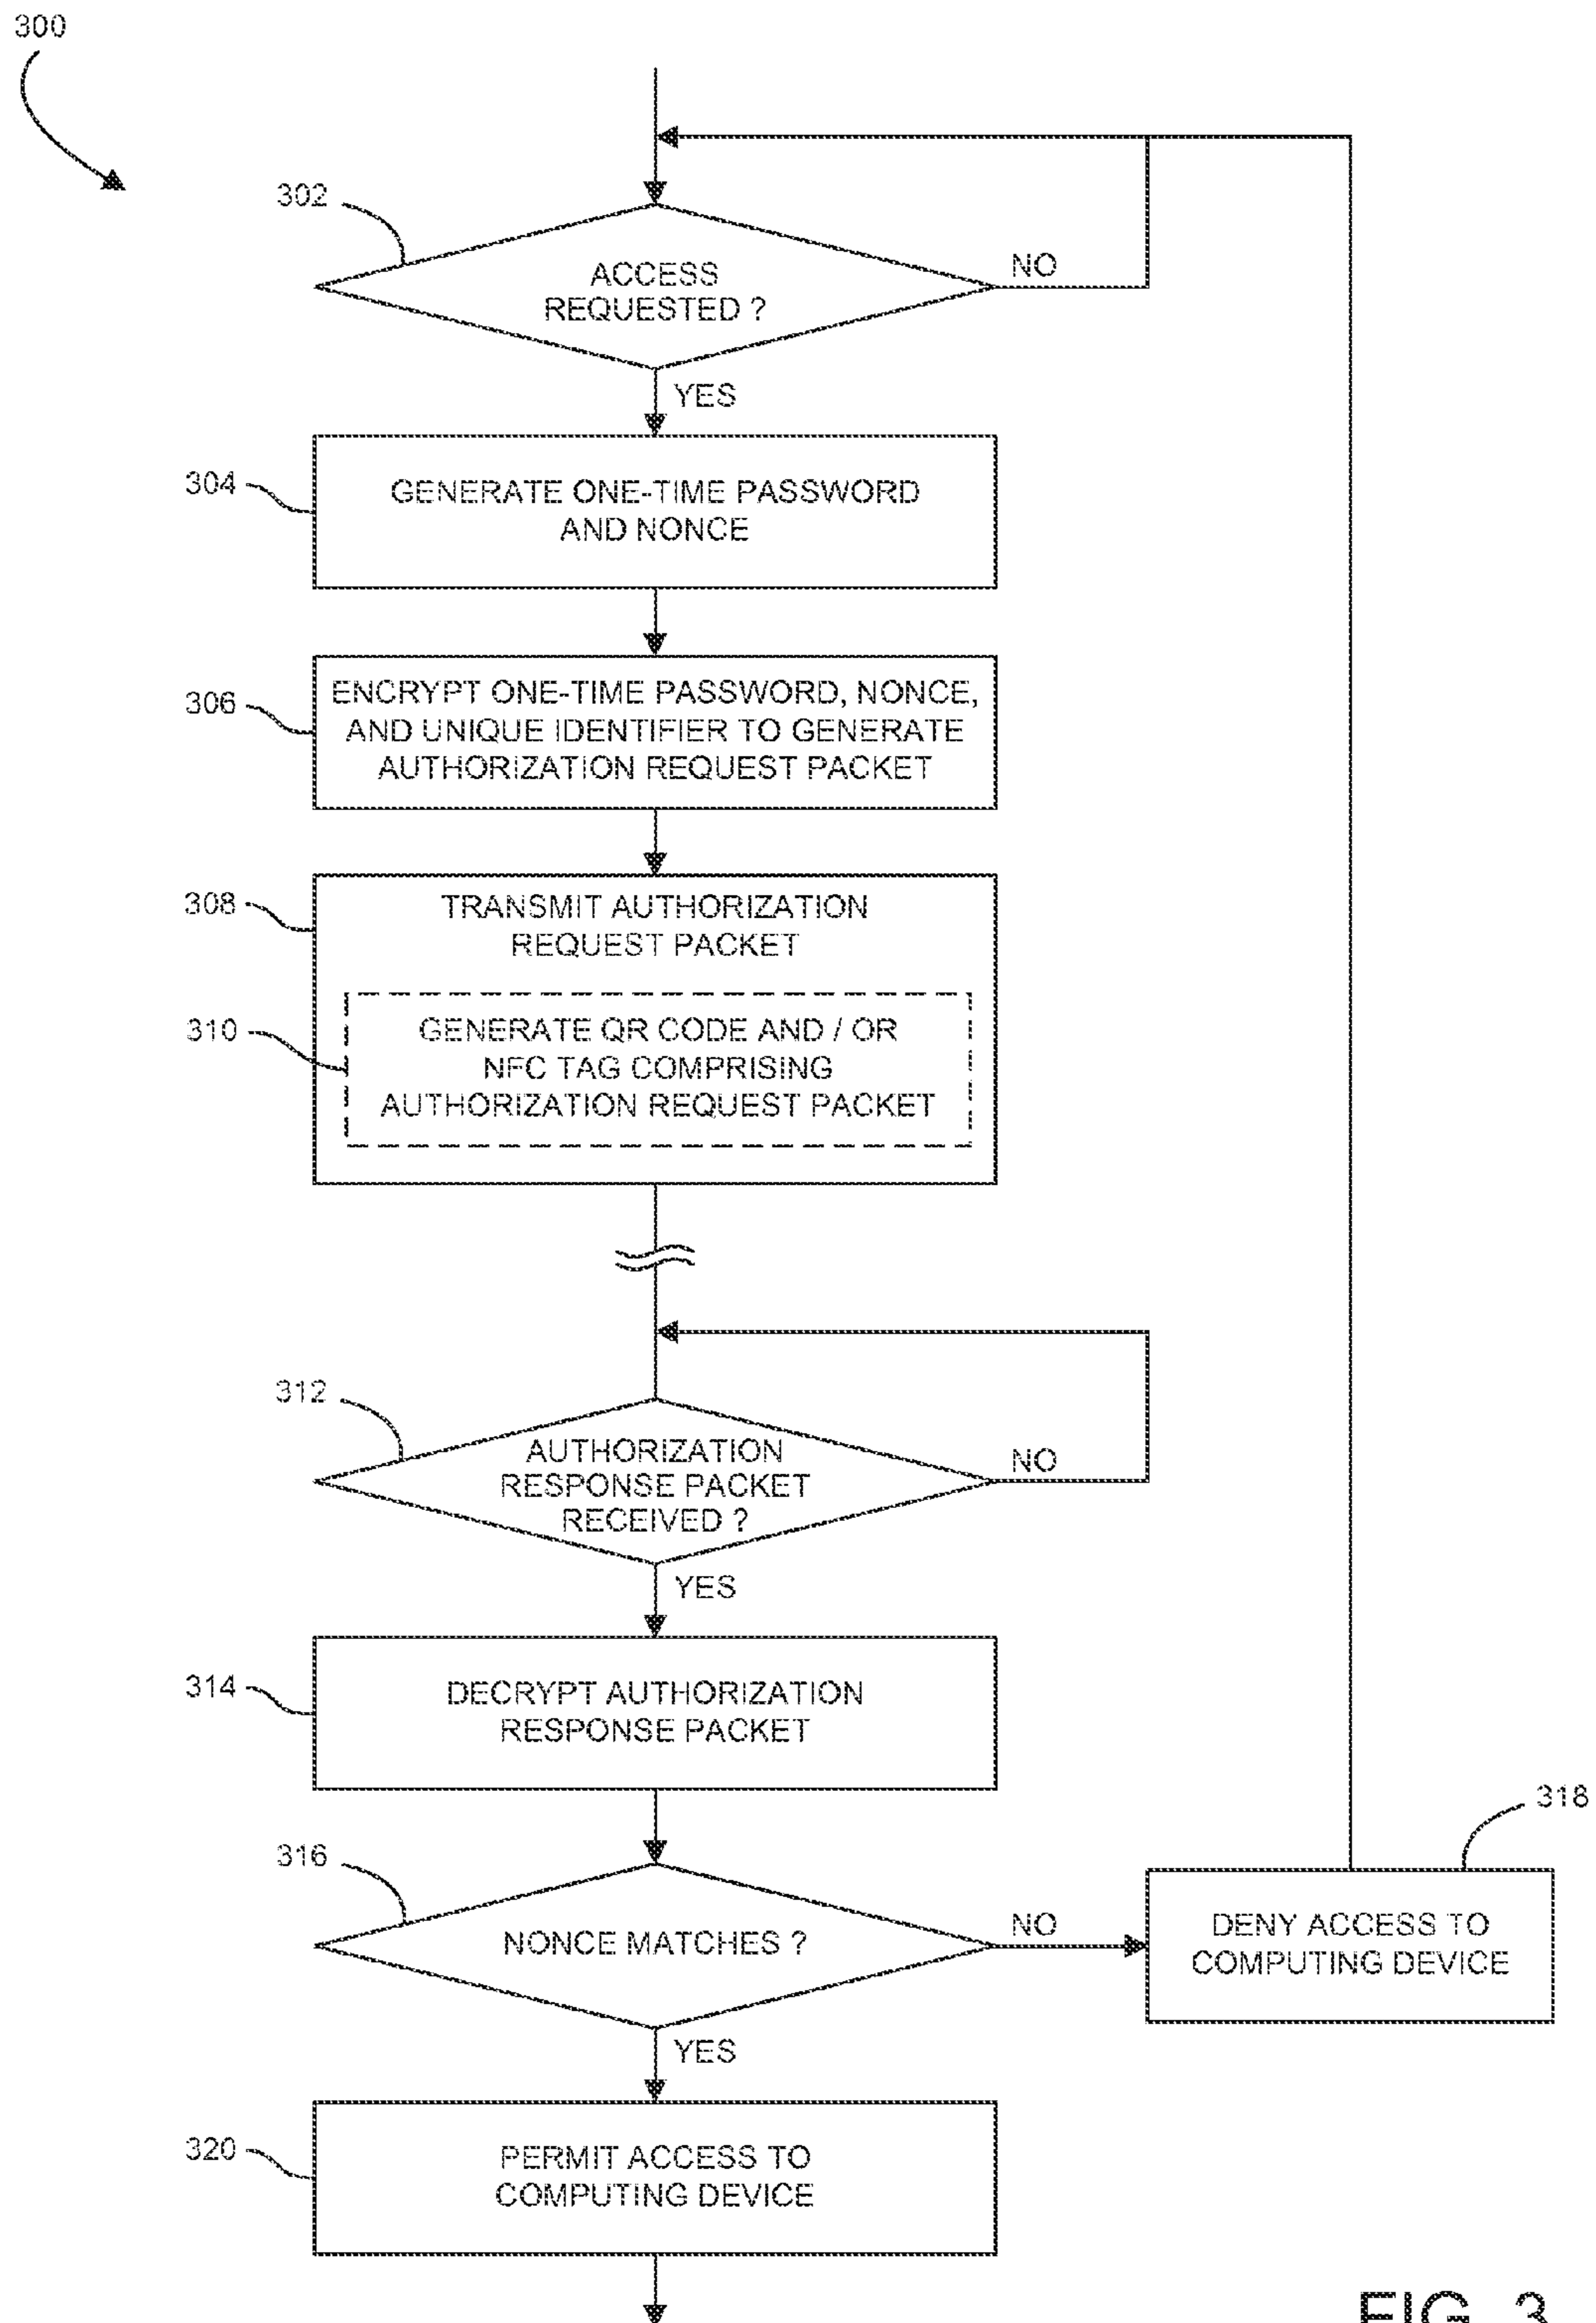 300
302
ACCESS
REQUESTED ?
NO
YES
304
GENERATE ONE-TIME PASSWORD
AND NONCE
306
ENCRYPT ONE-TIME PASSWORD, NONCE,
AND UNIQUE IDENTIFIER TO GENERATE
AUTHORIZATION REQUEST PACKET
308
TRANSMIT AUTHORIZATION
REQUEST PACKET
310
GENERATE QR CODE AND / OR
NFC TAG COMPRISING
AUTHORIZATION REQUEST PACKET
312
AUTHORIZATION
RESPONSE PACKET
RECEIVED ?
NO
YES
314
DECRYPT AUTHORIZATION
RESPONSE PACKET
316
NONCE MATCHES ?
NO
318
DENY ACCESS TO
COMPUTING DEVICE
YES
320
PERMIT ACCESS TO
COMPUTING DEVICE
FIG. 3